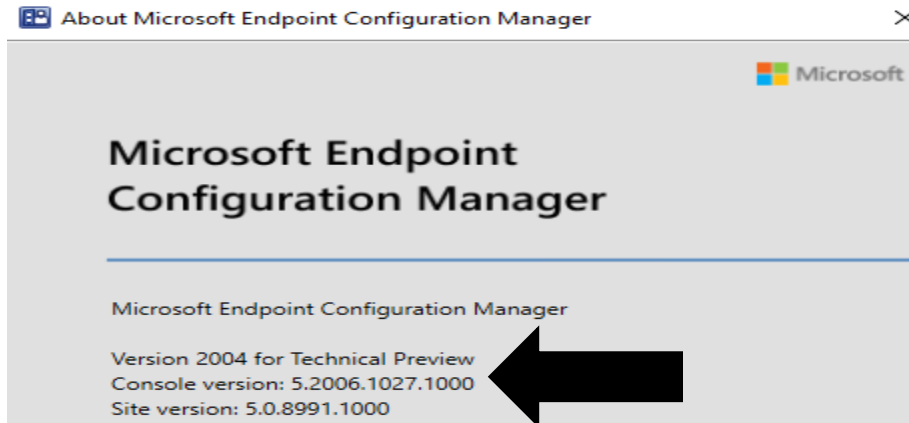 About Microsoft Endpoint Configuration Manager
Microsoft
Microsoft Endpoint
Configuration Manager
Microsoft Endpoint Configuration Manager
Version 2004 for Technical Preview
Console version: 5.2006.1027.1000
Site version: 5.0.8991.1000